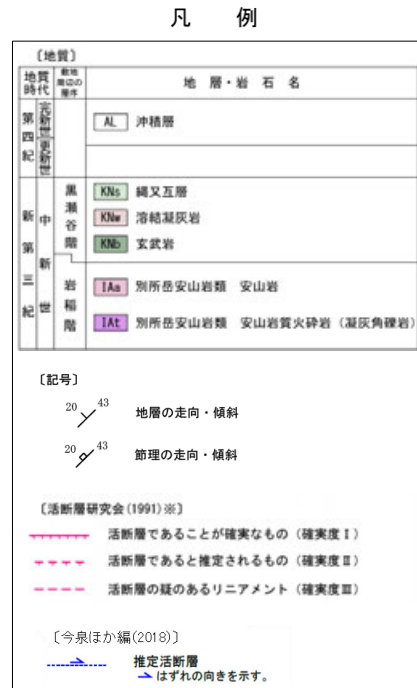 凡 例
〔地質〕
地質時代 敷地周辺の層序 地 層・岩 石 名
第四紀 完新世 更新世
AL 沖積層
新第三紀 中新世
黒瀬谷階
KNs 縄又互層
KNw 溶結凝灰岩
KNb 玄武岩
岩稲階
IAa 別所岳安山岩類 安山岩
IAt 別所岳安山岩類 安山岩質火砕岩（凝灰角礫岩）
〔記号〕
20 43 地層の走向・傾斜
20 43 節理の走向・傾斜
〔活断層研究会(1991)※〕
活断層であることが確実なもの（確実度Ⅰ）
活断層であると推定されるもの（確実度Ⅱ）
活断層の疑のあるリニアメント（確実度Ⅲ）
〔今泉ほか編(2018)〕
推定活断層
はずれの向きを示す。